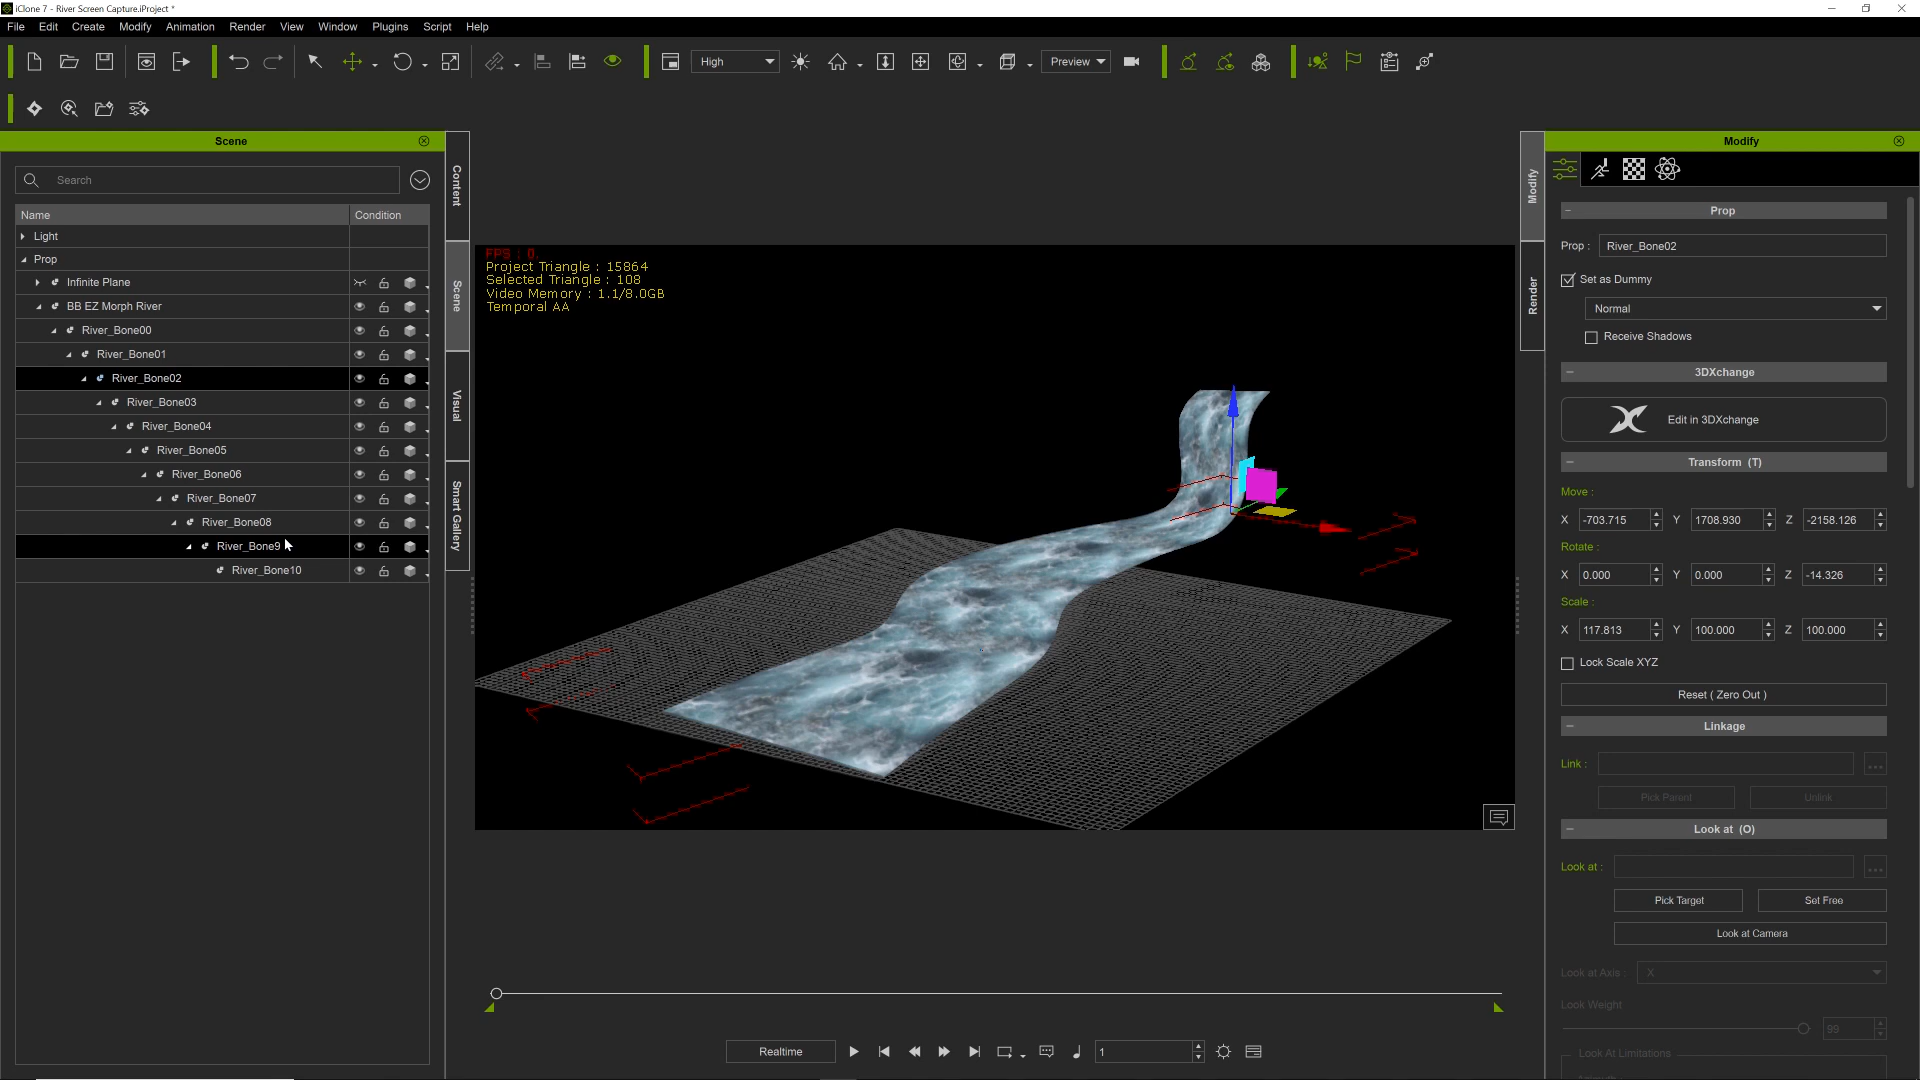 iClone 7 - River Screen Capture.iProject *
File Edit Create Modify Animation Render View Window Plugins Script Help
High Preview
Scene
Search
Name Condition
Light
Prop
Infinite Plane
BB EZ Morph River
River_Bone00
River_Bone01
River_Bone02
River_Bone03
River_Bone04
River_Bone05
River_Bone06
River_Bone07
River_Bone08
River_Bone9
River_Bone10
Content
Scene
Visual
Smart Gallery
FPS : 0.
Project Triangle : 15864
Selected Triangle : 108
Video Memory : 1.1/8.0GB
Temporal AA
Realtime
1
Modify
Render
Modify
Prop
Prop : River_Bone02
Set as Dummy
Normal
Receive Shadows
3DXchange
Edit in 3DXchange
Transform (T)
Move :
X -703.715 Y 1708.930 Z -2158.126
Rotate :
X 0.000 Y 0.000 Z -14.326
Scale :
X 117.813 Y 100.000 Z 100.000
Lock Scale XYZ
Reset ( Zero Out )
Linkage
Link : ...
Pick Parent Unlink
Look at (O)
Look at : ...
Pick Target Set Free
Look at Camera
Look at Axis : X
Look Weight
99
Look At Limitations